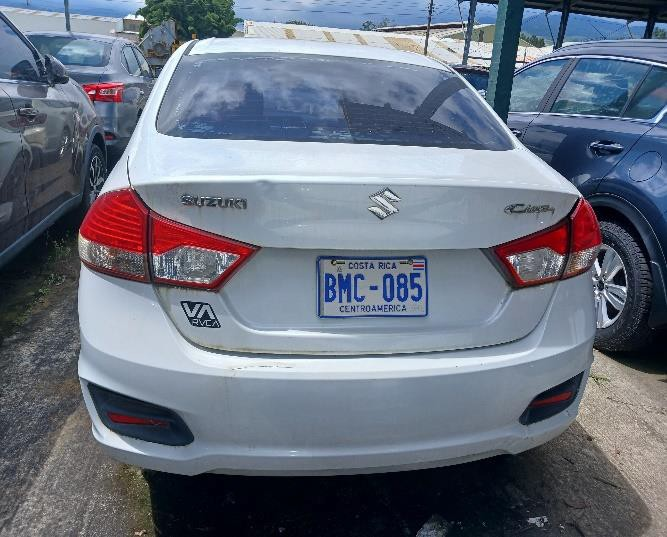 SUZUKI
Ciaz
COSTA RICA
BMC-085
CENTROAMERICA
VA
RVCA